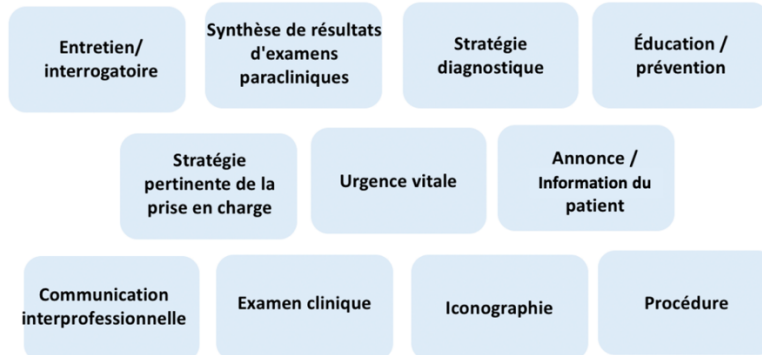 Entretien/
interrogatoire
Synthèse de résultats
d'examens
paracliniques
Stratégie
diagnostique
Éducation /
prévention
Stratégie
pertinente de la
prise en charge
Urgence vitale
Annonce /
Information du
patient
Communication
interprofessionnelle
Examen clinique
Iconographie
Procédure